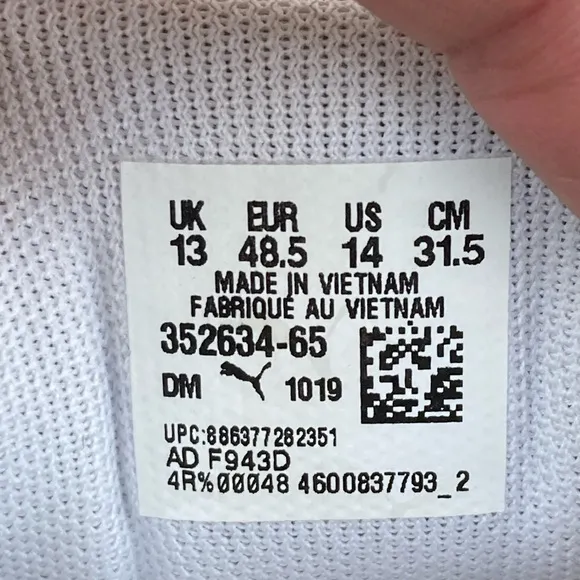 UK EUR US CM
13 48.5 14 31.5
MADE IN VIETNAM
FABRIQUE AU VIETNAM
352634-65
DM 1019
UPC:886377282351
AD F943D
4R%00048 4600837793_2